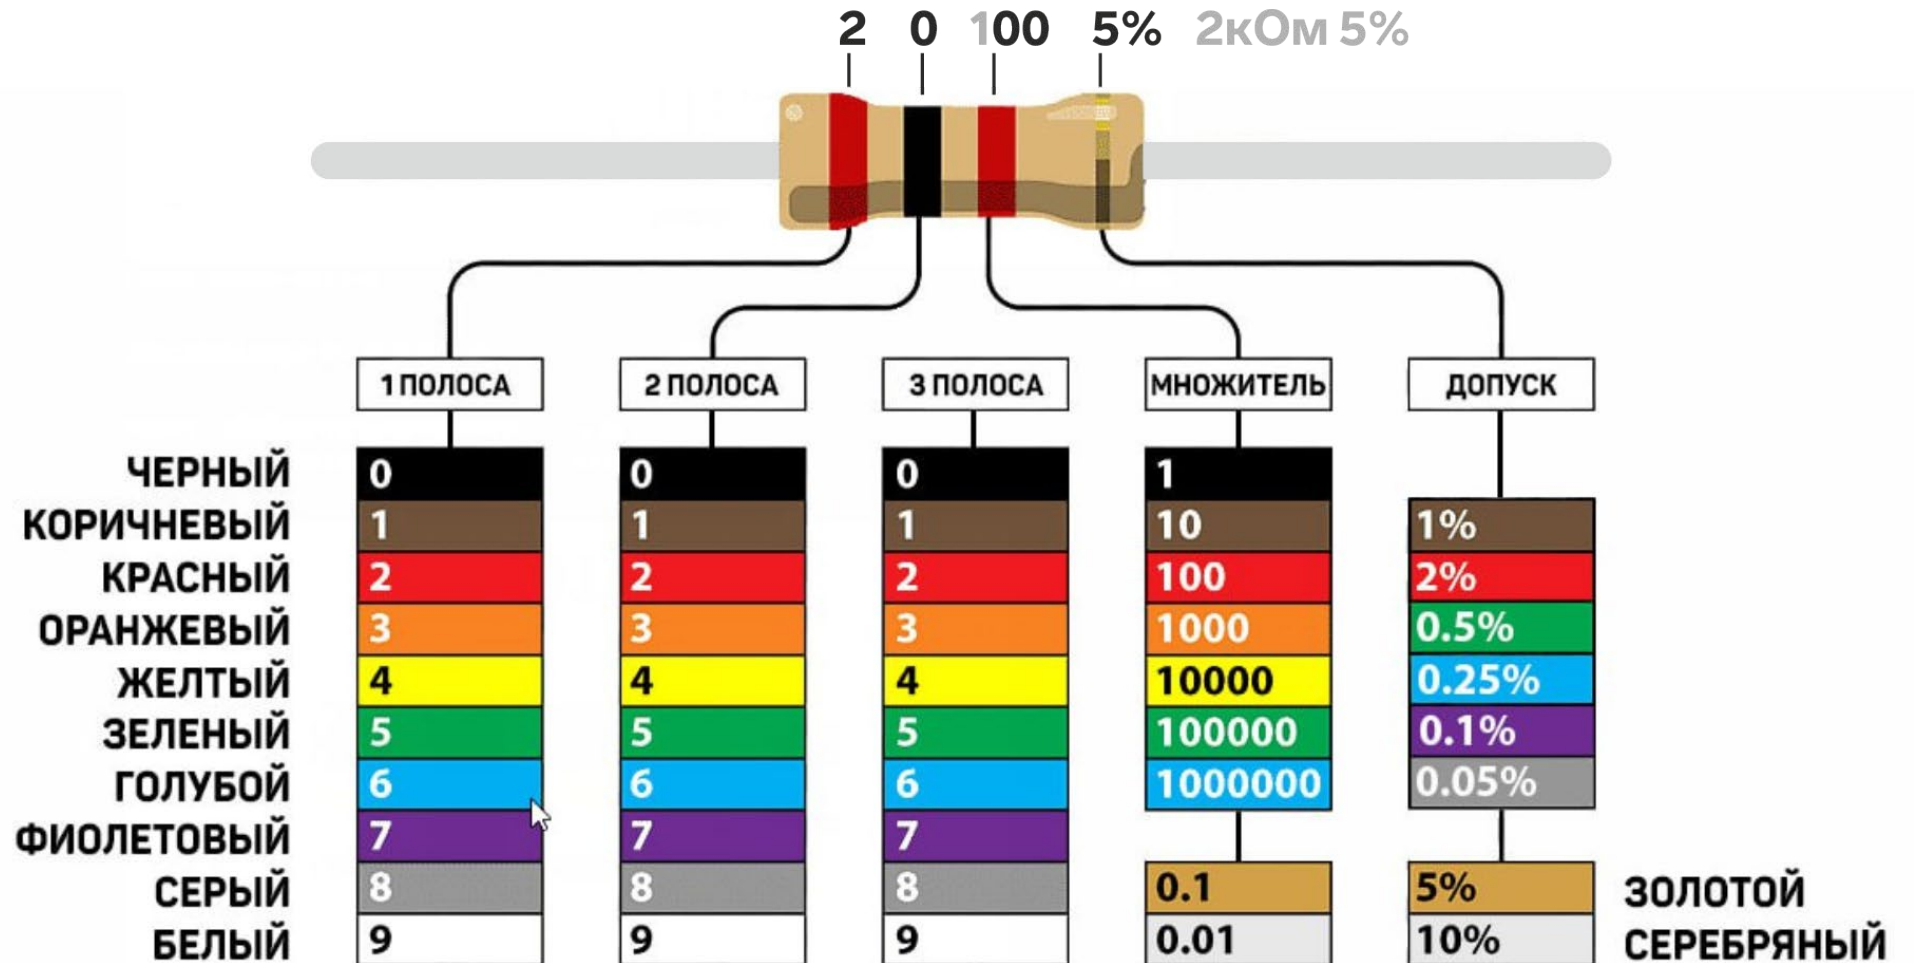 2 0 100 5% 2кОм 5%
1 ПОЛОСА 2 ПОЛОСА 3 ПОЛОСА МНОЖИТЕЛЬ ДОПУСК
ЧЕРНЫЙ 0 0 0 1
КОРИЧНЕВЫЙ 1 1 1 10 1%
КРАСНЫЙ 2 2 2 100 2%
ОРАНЖЕВЫЙ 3 3 3 1000 0.5%
ЖЕЛТЫЙ 4 4 4 10000 0.25%
ЗЕЛЕНЫЙ 5 5 5 100000 0.1%
ГОЛУБОЙ 6 6 6 1000000 0.05%
ФИОЛЕТОВЫЙ 7 7 7
СЕРЫЙ 8 8 8 0.1 5% ЗОЛОТОЙ
БЕЛЫЙ 9 9 9 0.01 10% СЕРЕБРЯНЫЙ